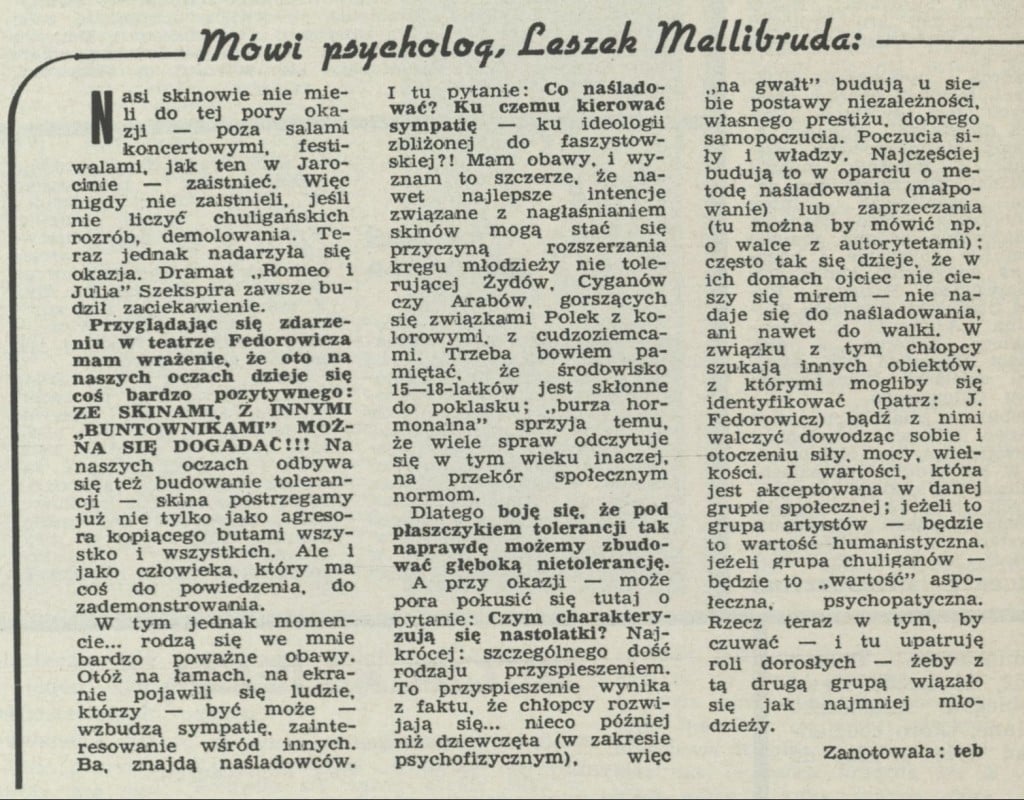 Mówi psycholog, Leszek Mellibruda:
Nasi skinowie nie mie-
li do tej pory oka-
zji — poza salami
koncertowymi, festi-
walami, jak ten w Jaro-
cinie — zaistnieć. Więc
nigdy nie zaistnieli, jeśli
nie liczyć chuligańskich
rozrób, demolowania. Te-
raz jednak nadarzyła się
okazja. Dramat „Romeo i
Julia” Szekspira zawsze bu-
dził zaciekawienie.
Przyglądając się zdarze-
niu w teatrze Fedorowicza
mam wrażenie, że oto na
naszych oczach dzieje się
coś bardzo pozytywnego:
ZE SKINAMI, Z INNYMI
„BUNTOWNIKAMI” MOŻ-
NA SIĘ DOGADAĆ!!! Na
naszych oczach odbywa
się też budowanie toleran-
cji — skina postrzegamy
już nie tylko jako agreso-
ra kopiącego butami wszy-
stko i wszystkich. Ale i
jako człowieka, który ma
coś do powiedzenia, do
zademonstrowania.
W tym jednak momen-
cie... rodzą się we mnie
bardzo poważne obawy.
Otóż na łamach, na ekra-
nie pojawili się ludzie,
którzy — być może —
wzbudzą sympatię, zainte-
resowanie wśród innych.
Ba, znajdą naśladowców.
I tu pytanie: Co naślado-
wać? Ku czemu kierować
sympatię — ku ideologii
zbliżonej do faszystow-
skiej?! Mam obawy, i wy-
znam to szczerze, że na-
wet najlepsze intencje
związane z nagłaśnianiem
skinów mogą stać się
przyczyną rozszerzania
kręgu młodzieży nie tole-
rującej Żydów, Cyganów
czy Arabów, gorszących
się związkami Polek z ko-
lorowymi, z cudzoziemca-
mi. Trzeba bowiem pa-
miętać, że środowisko
15—18-latków jest skłonne
do poklasku; „burza hor-
monalna” sprzyja temu,
że wiele spraw odczytuje
się w tym wieku inaczej,
na przekór społecznym
normom.
Dlatego boję się, że pod
płaszczykiem tolerancji tak
naprawdę możemy zbudo-
wać głęboką nietolerancję.
A przy okazji — może
pora pokusić się tutaj o
pytanie: Czym charaktery-
zują się nastolatki? Naj-
krócej: szczególnego dość
rodzaju przyspieszeniem.
To przyspieszenie wynika
z faktu, że chłopcy rozwi-
jają się... nieco później
niż dziewczęta (w zakresie
psychofizycznym), więc
„na gwałt” budują u sie-
bie postawy niezależności,
własnego prestiżu, dobrego
samopoczucia. Poczucia si-
ły i władzy. Najczęściej
budują to w oparciu o me-
todę naśladowania (małpo-
wanie) lub zaprzeczania
(tu można by mówić np.
o walce z autorytetami);
często tak się dzieje, że w
ich domach ojciec nie cie-
szy się mirem — nie na-
daje się do naśladowania,
ani nawet do walki. W
związku z tym chłopcy
szukają innych obiektów,
z którymi mogliby się
identyfikować (patrz: J.
Fedorowicz) bądź z nimi
walczyć dowodząc sobie i
otoczeniu siły, mocy, wiel-
kości. I wartości, która
jest akceptowana w danej
grupie społecznej; jeżeli to
grupa artystów — będzie
to wartość humanistyczna,
jeżeli grupa chuliganów —
będzie to „wartość” aspo-
łeczna, psychopatyczna.
Rzecz teraz w tym, by
czuwać — i tu upatruję
roli dorosłych — żeby z
tą drugą grupą wiązało
się jak najmniej mło-
dzieży.
Zanotowała: teb